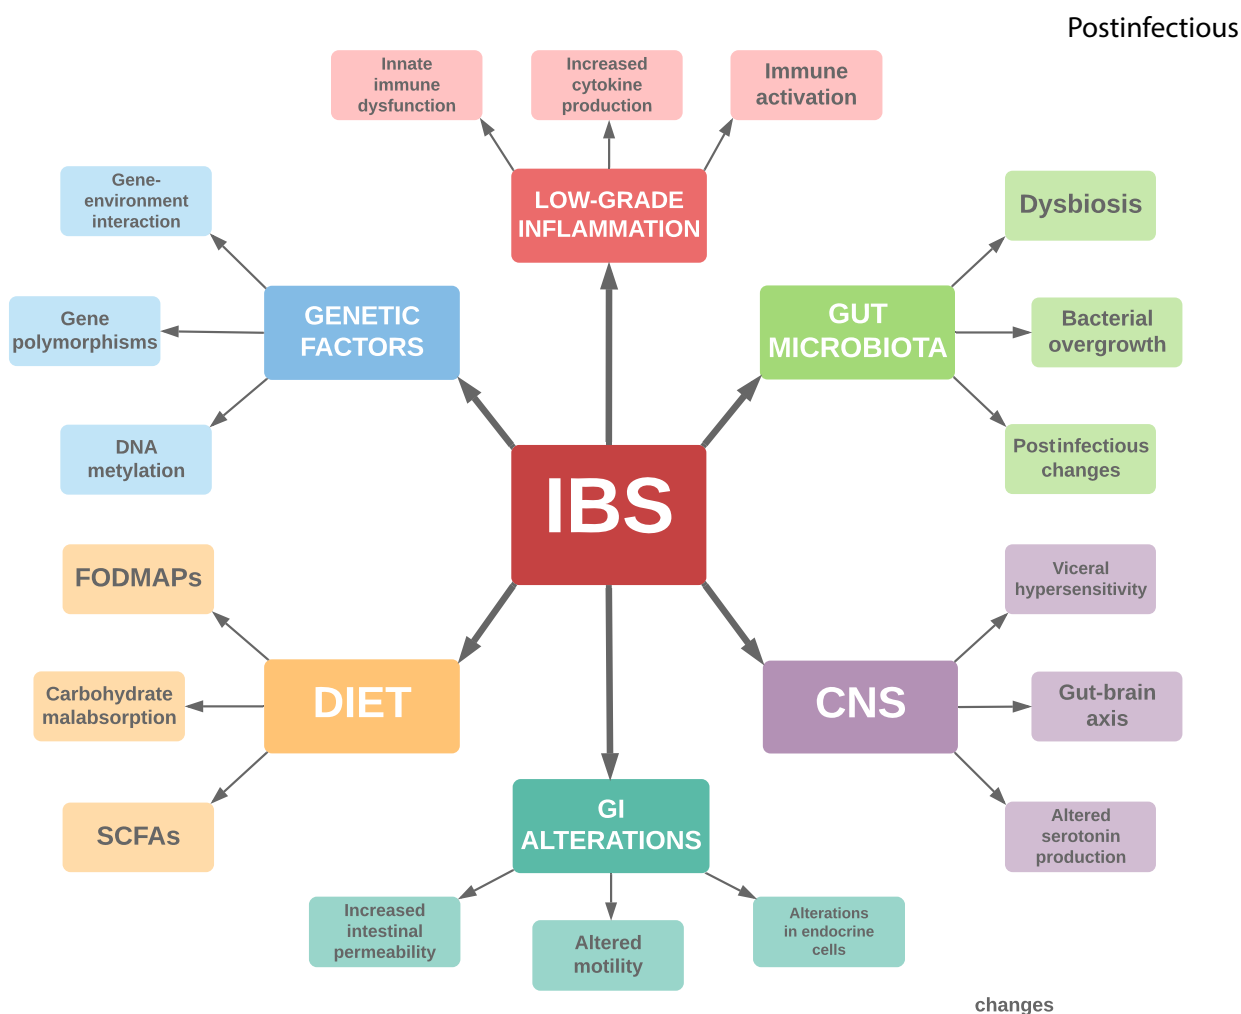 Postinfectious
Innate
immune
dysfunction
Increased
cytokine
production
Immune
activation
LOW-GRADE
INFLAMMATION
Gene-
environment
interaction
Gene
polymorphisms
DNA
metylation
GENETIC
FACTORS
GUT
MICROBIOTA
Dysbiosis
Bacterial
overgrowth
Postinfectious
changes
IBS
FODMAPs
Carbohydrate
malabsorption
SCFAs
DIET
CNS
Viceral
hypersensitivity
Gut-brain
axis
Altered
serotonin
production
GI
ALTERATIONS
Increased
intestinal
permeability
Altered
motility
Alterations
in endocrine
cells
changes